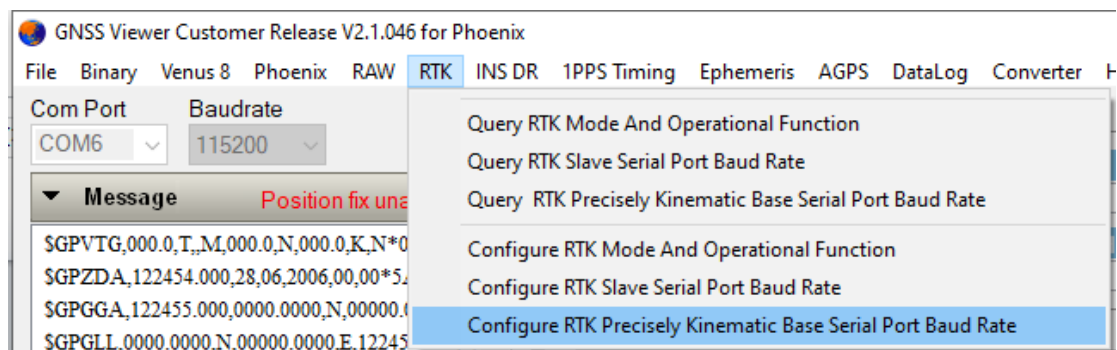 GNSS Viewer Customer Release V2.1.046 for Phoenix
File Binary Venus 8 Phoenix RAW RTK INS DR 1PPS Timing Ephemeris AGPS DataLog Converter
Com Port Baudrate
COM6 115200
Message Position fix una
$GPVTG,000.0,T,,M,000.0,N,000.0,K,N*0
$GPZDA,122454.000,28,06,2006,00,00*5
$GPGGA,122455.000,0000.0000,N,00000.
$GPGLL,0000.0000,N,00000.0000,E,12245
Query RTK Mode And Operational Function
Query RTK Slave Serial Port Baud Rate
Query RTK Precisely Kinematic Base Serial Port Baud Rate
Configure RTK Mode And Operational Function
Configure RTK Slave Serial Port Baud Rate
Configure RTK Precisely Kinematic Base Serial Port Baud Rate